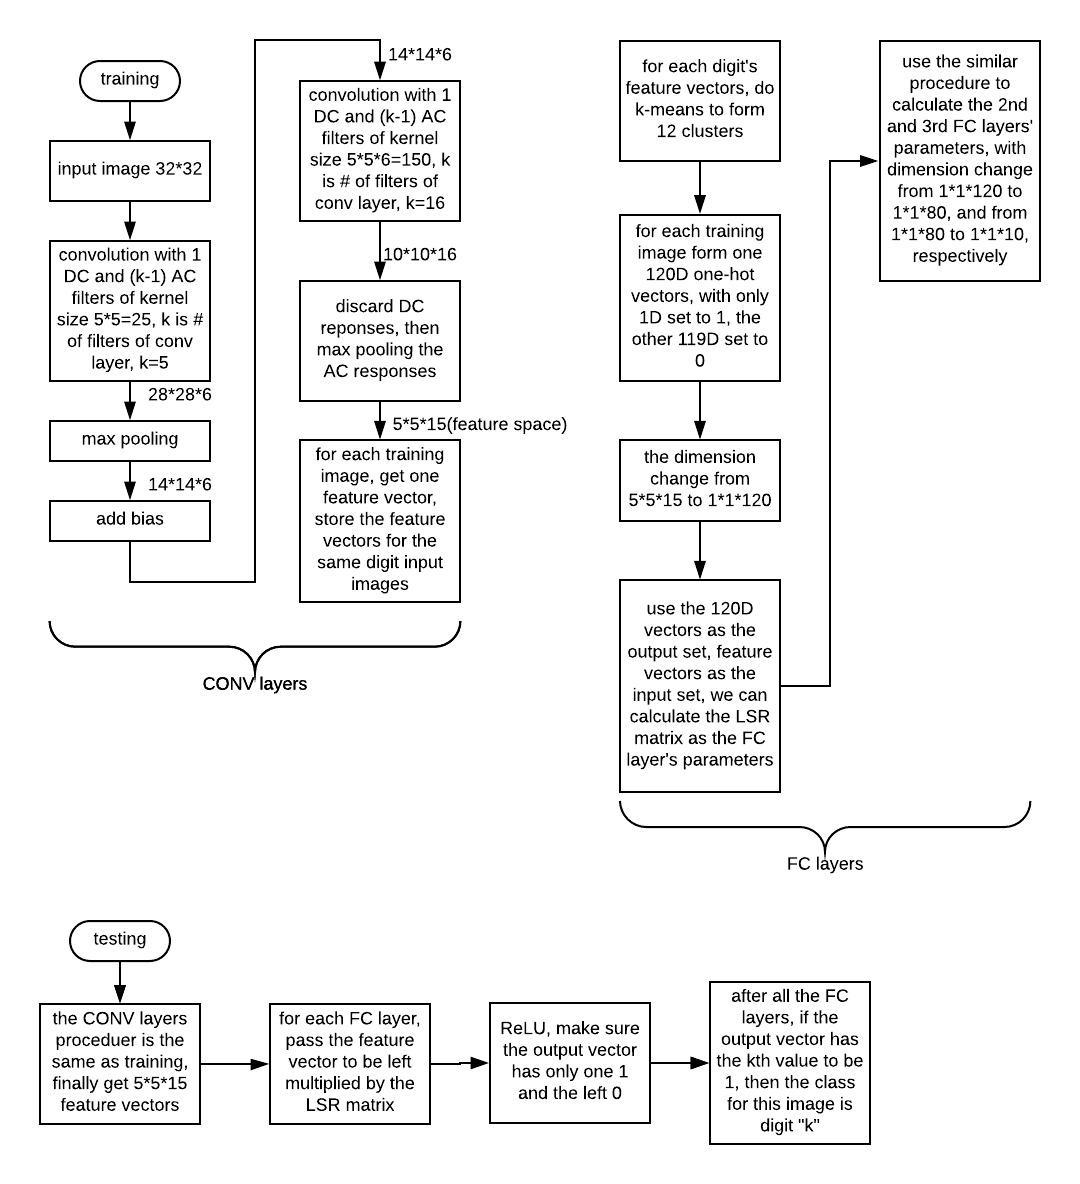 training
input image 32*32
convolution with 1
DC and (k-1) AC
filters of kernel
size 5*5=25, k is #
of filters of conv
layer, k=5
28*28*6
max pooling
14*14*6
add bias
14*14*6
convolution with 1
DC and (k-1) AC
filters of kernel
size 5*5*6=150, k
is # of filters of
conv layer, k=16
10*10*16
discard DC
reponses, then
max pooling the
AC responses
5*5*15(feature space)
for each training
image, get one
feature vector,
store the feature
vectors for the
same digit input
images
CONV layers
for each digit's
feature vectors, do
k-means to form
12 clusters
for each training
image form one
120D one-hot
vectors, with only
1D set to 1, the
other 119D set to
0
the dimension
change from
5*5*15 to 1*1*120
use the 120D
vectors as the
output set, feature
vectors as the
input set, we can
calculate the LSR
matrix as the FC
layer's parameters
use the similar
procedure to
calculate the 2nd
and 3rd FC layers'
parameters, with
dimension change
from 1*1*120 to
1*1*80, and from
1*1*80 to 1*1*10,
respectively
FC layers
testing
the CONV layers
proceduer is the
same as training,
finally get 5*5*15
feature vectors
for each FC layer,
pass the feature
vector to be left
multiplied by the
LSR matrix
ReLU, make sure
the output vector
has only one 1
and the left 0
after all the FC
layers, if the
output vector has
the kth value to be
1, then the class
for this image is
digit "k"